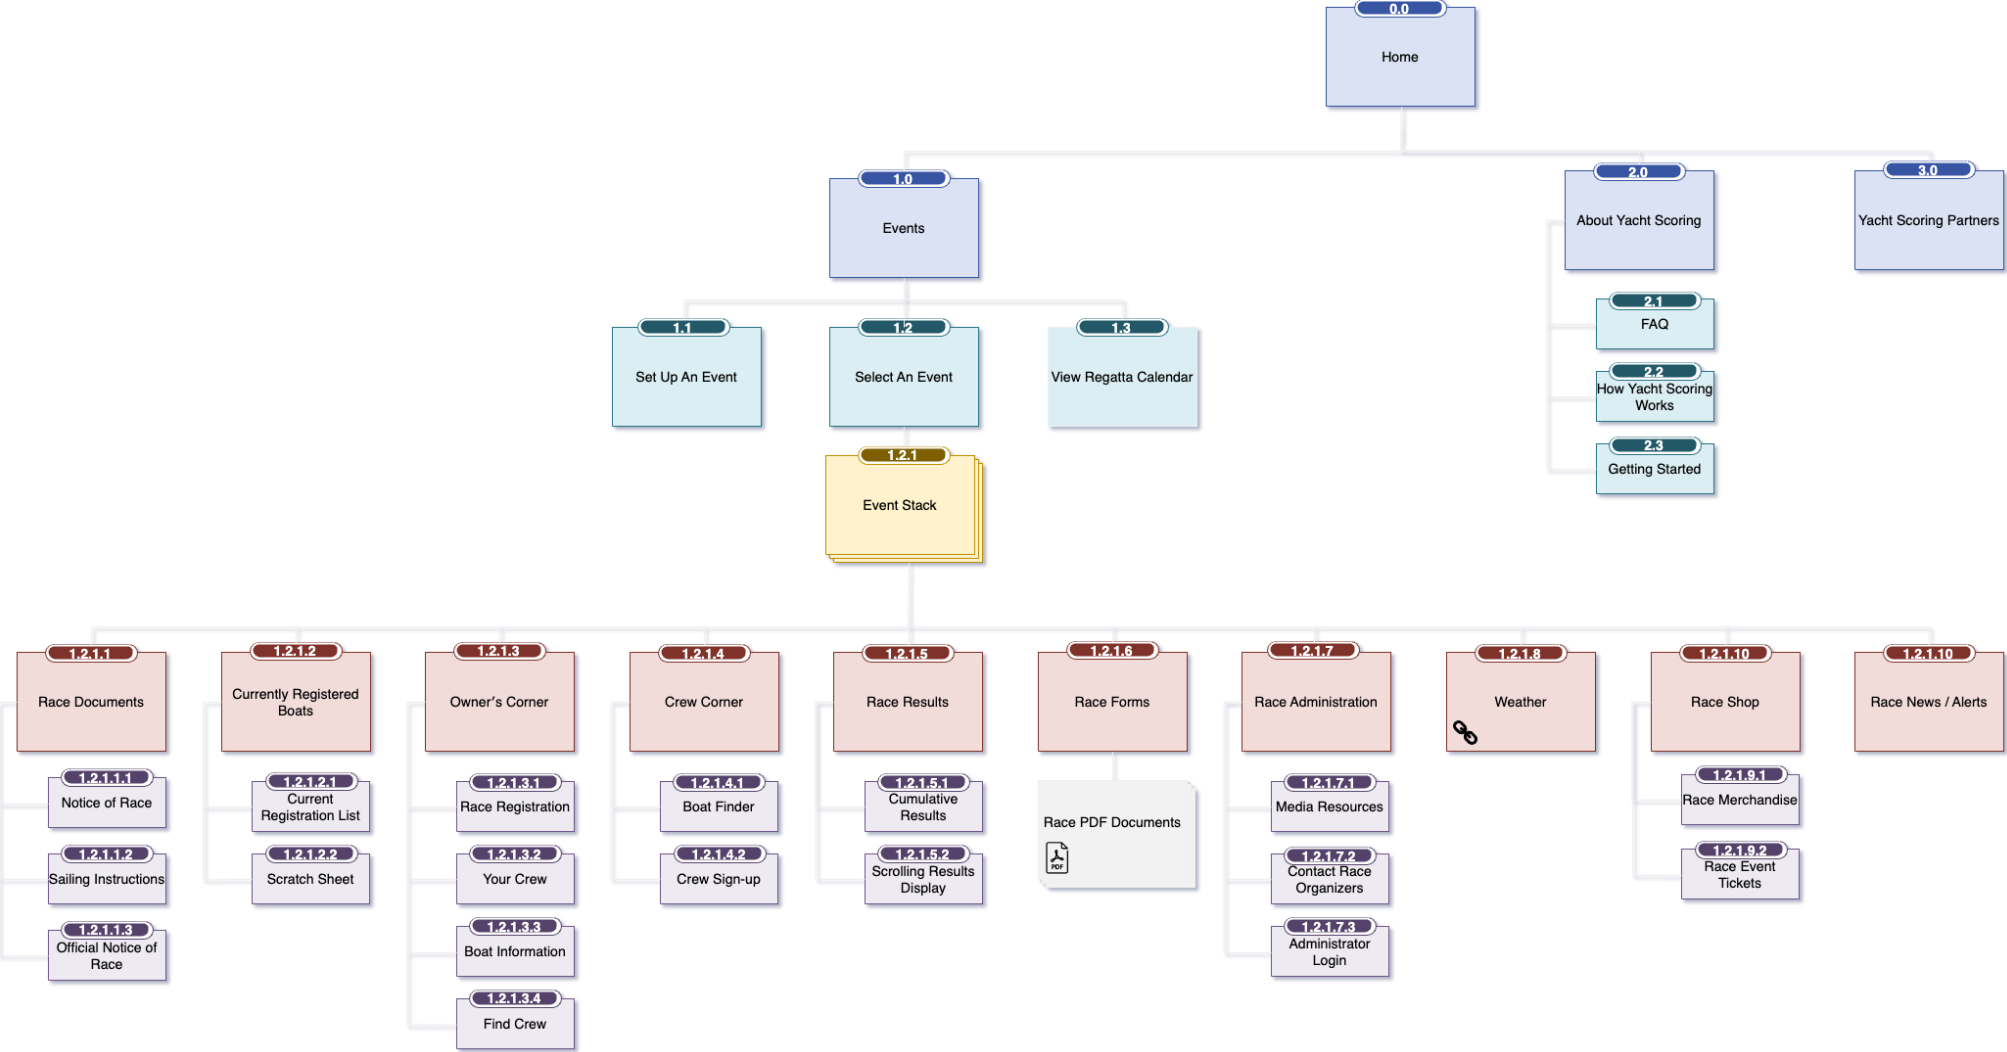 0.0
Home
1.0
Events
2.0
About Yacht Scoring
3.0
Yacht Scoring Partners
2.1
FAQ
2.2
How Yacht Scoring
Works
2.3
Getting Started
1.1
Set Up An Event
1.2
Select An Event
1.3
View Regatta Calendar
1.2.1
Event Stack
1.2.1.1
Race Documents
1.2.1.1.1
Notice of Race
1.2.1.1.2
Sailing Instructions
1.2.1.1.3
Official Notice of
Race
1.2.1.2
Currently Registered
Boats
1.2.1.2.1
Current
Registration List
1.2.1.2.2
Scratch Sheet
1.2.1.3
Owner's Corner
1.2.1.3.1
Race Registration
1.2.1.3.2
Your Crew
1.2.1.3.3
Boat Information
1.2.1.3.4
Find Crew
1.2.1.4
Crew Corner
1.2.1.4.1
Boat Finder
1.2.1.4.2
Crew Sign-up
1.2.1.5
Race Results
1.2.1.5.1
Cumulative
Results
1.2.1.5.2
Scrolling Results
Display
1.2.1.6
Race Forms
Race PDF Documents
PDF
1.2.1.7
Race Administration
1.2.1.7.1
Media Resources
1.2.1.7.2
Contact Race
Organizers
1.2.1.7.3
Administrator
Login
1.2.1.8
Weather
1.2.1.10
Race Shop
1.2.1.9.1
Race Merchandise
1.2.1.9.2
Race Event
Tickets
1.2.1.10
Race News / Alerts